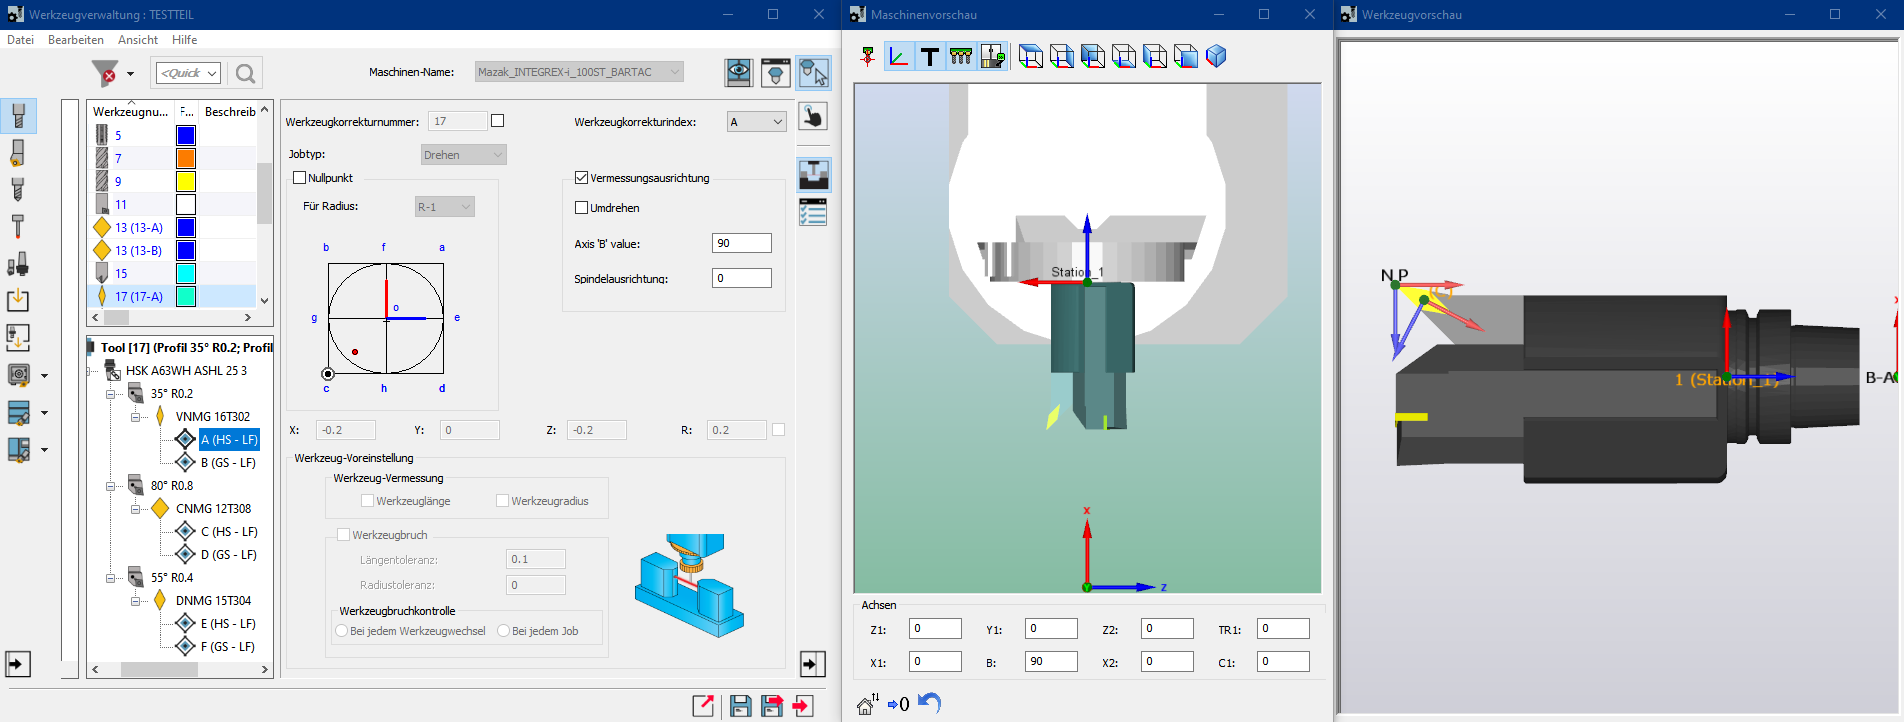 Werkzeugverwaltung : TESTTEIL
Datei Bearbeiten Ansicht Hilfe
<Quick
Maschinen-Name: Mazak_INTEGREX-i_100ST_BARTAC
Werkzeugnu... F... Beschreib
5
7
9
11
13 (13-A)
13 (13-B)
15
17 (17-A)
Tool [17] (Profil 35° R0.2; Profil
HSK A63WH ASHL 25 3
35° R0.2
VNMG 16T302
A (HS - LF)
B (GS - LF)
80° R0.8
CNMG 12T308
C (HS - LF)
D (GS - LF)
55° R0.4
DNMG 15T304
E (HS - LF)
F (GS - LF)
Werkzeugkorrekturnummer: 17
Werkzeugkorrekturindex: A
Jobtyp: Drehen
Nullpunkt
Für Radius: R-1
b f a
g o e
c h d
Vermessungsausrichtung
Umdrehen
Axis 'B' value: 90
Spindelausrichtung: 0
X: -0.2 Y: 0 Z: -0.2 R: 0.2
Werkzeug-Voreinstellung
Werkzeug-Vermessung
Werkzeuglänge Werkzeugradius
Werkzeugbruch
Längentoleranz: 0.1
Radiustoleranz: 0
Werkzeugbruchkontrolle
Bei jedem Werkzeugwechsel Bei jedem Job
Maschinenvorschau
Station_1
x
z
Achsen
Z1: 0 Y1: 0 Z2: 0 TR1: 0
X1: 0 B: 90 X2: 0 C1: 0
→0
Werkzeugvorschau
N.P
1 (Station_1)
x
B-A